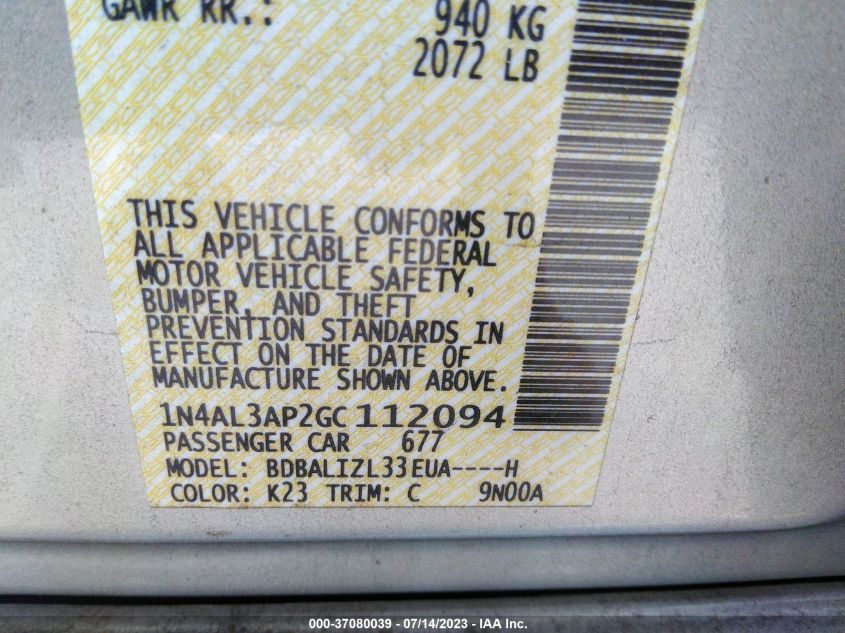 GAWR RR.: 940 KG
2072 LB
THIS VEHICLE CONFORMS TO
ALL APPLICABLE FEDERAL
MOTOR VEHICLE SAFETY,
BUMPER, AND THEFT
PREVENTION STANDARDS IN
EFFECT ON THE DATE OF
MANUFACTURE SHOWN ABOVE.
1N4AL3AP2GC112094
PASSENGER CAR 677
MODEL: BDBALIZL33EUA----H
COLOR: K23 TRIM: C 9N00A
000-37080039 - 07/14/2023 - IAA Inc.